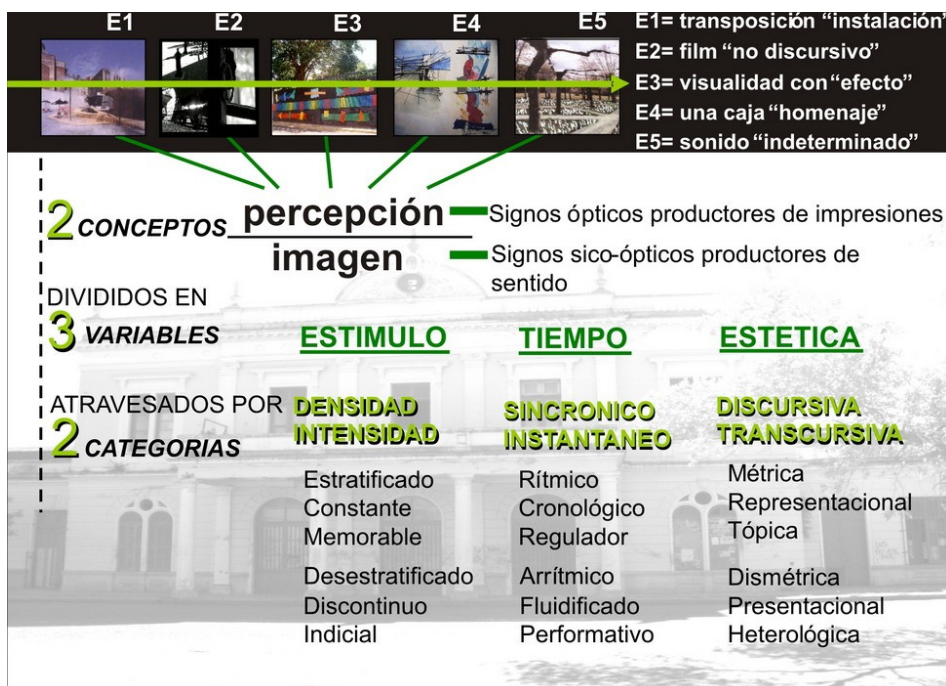 E1 E2 E3 E4 E5
E1= transposición “instalación”
E2= film “no discursivo”
E3= visualidad con “efecto”
E4= una caja “homenaje”
E5= sonido “indeterminado”
2 CONCEPTOS
percepción
imagen
Signos ópticos productores de impresiones
Signos sico-ópticos productores de
sentido
DIVIDIDOS EN
3 VARIABLES
ESTIMULO TIEMPO ESTETICA
ATRAVESADOS POR
2 CATEGORIAS
DENSIDAD
INTENSIDAD
SINCRONICO
INSTANTANEO
DISCURSIVA
TRANSCURSIVA
Estratificado
Constante
Memorable
Desestratificado
Discontinuo
Indicial
Rítmico
Cronológico
Regulador
Arrítmico
Fluidificado
Performativo
Métrica
Representacional
Tópica
Dismétrica
Presentacional
Heterológica